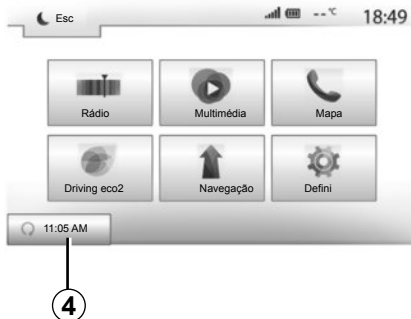 Esc
--°C 18:49
Rádio Multimédia Mapa
Driving eco2 Navegação Defini
11:05 AM
4